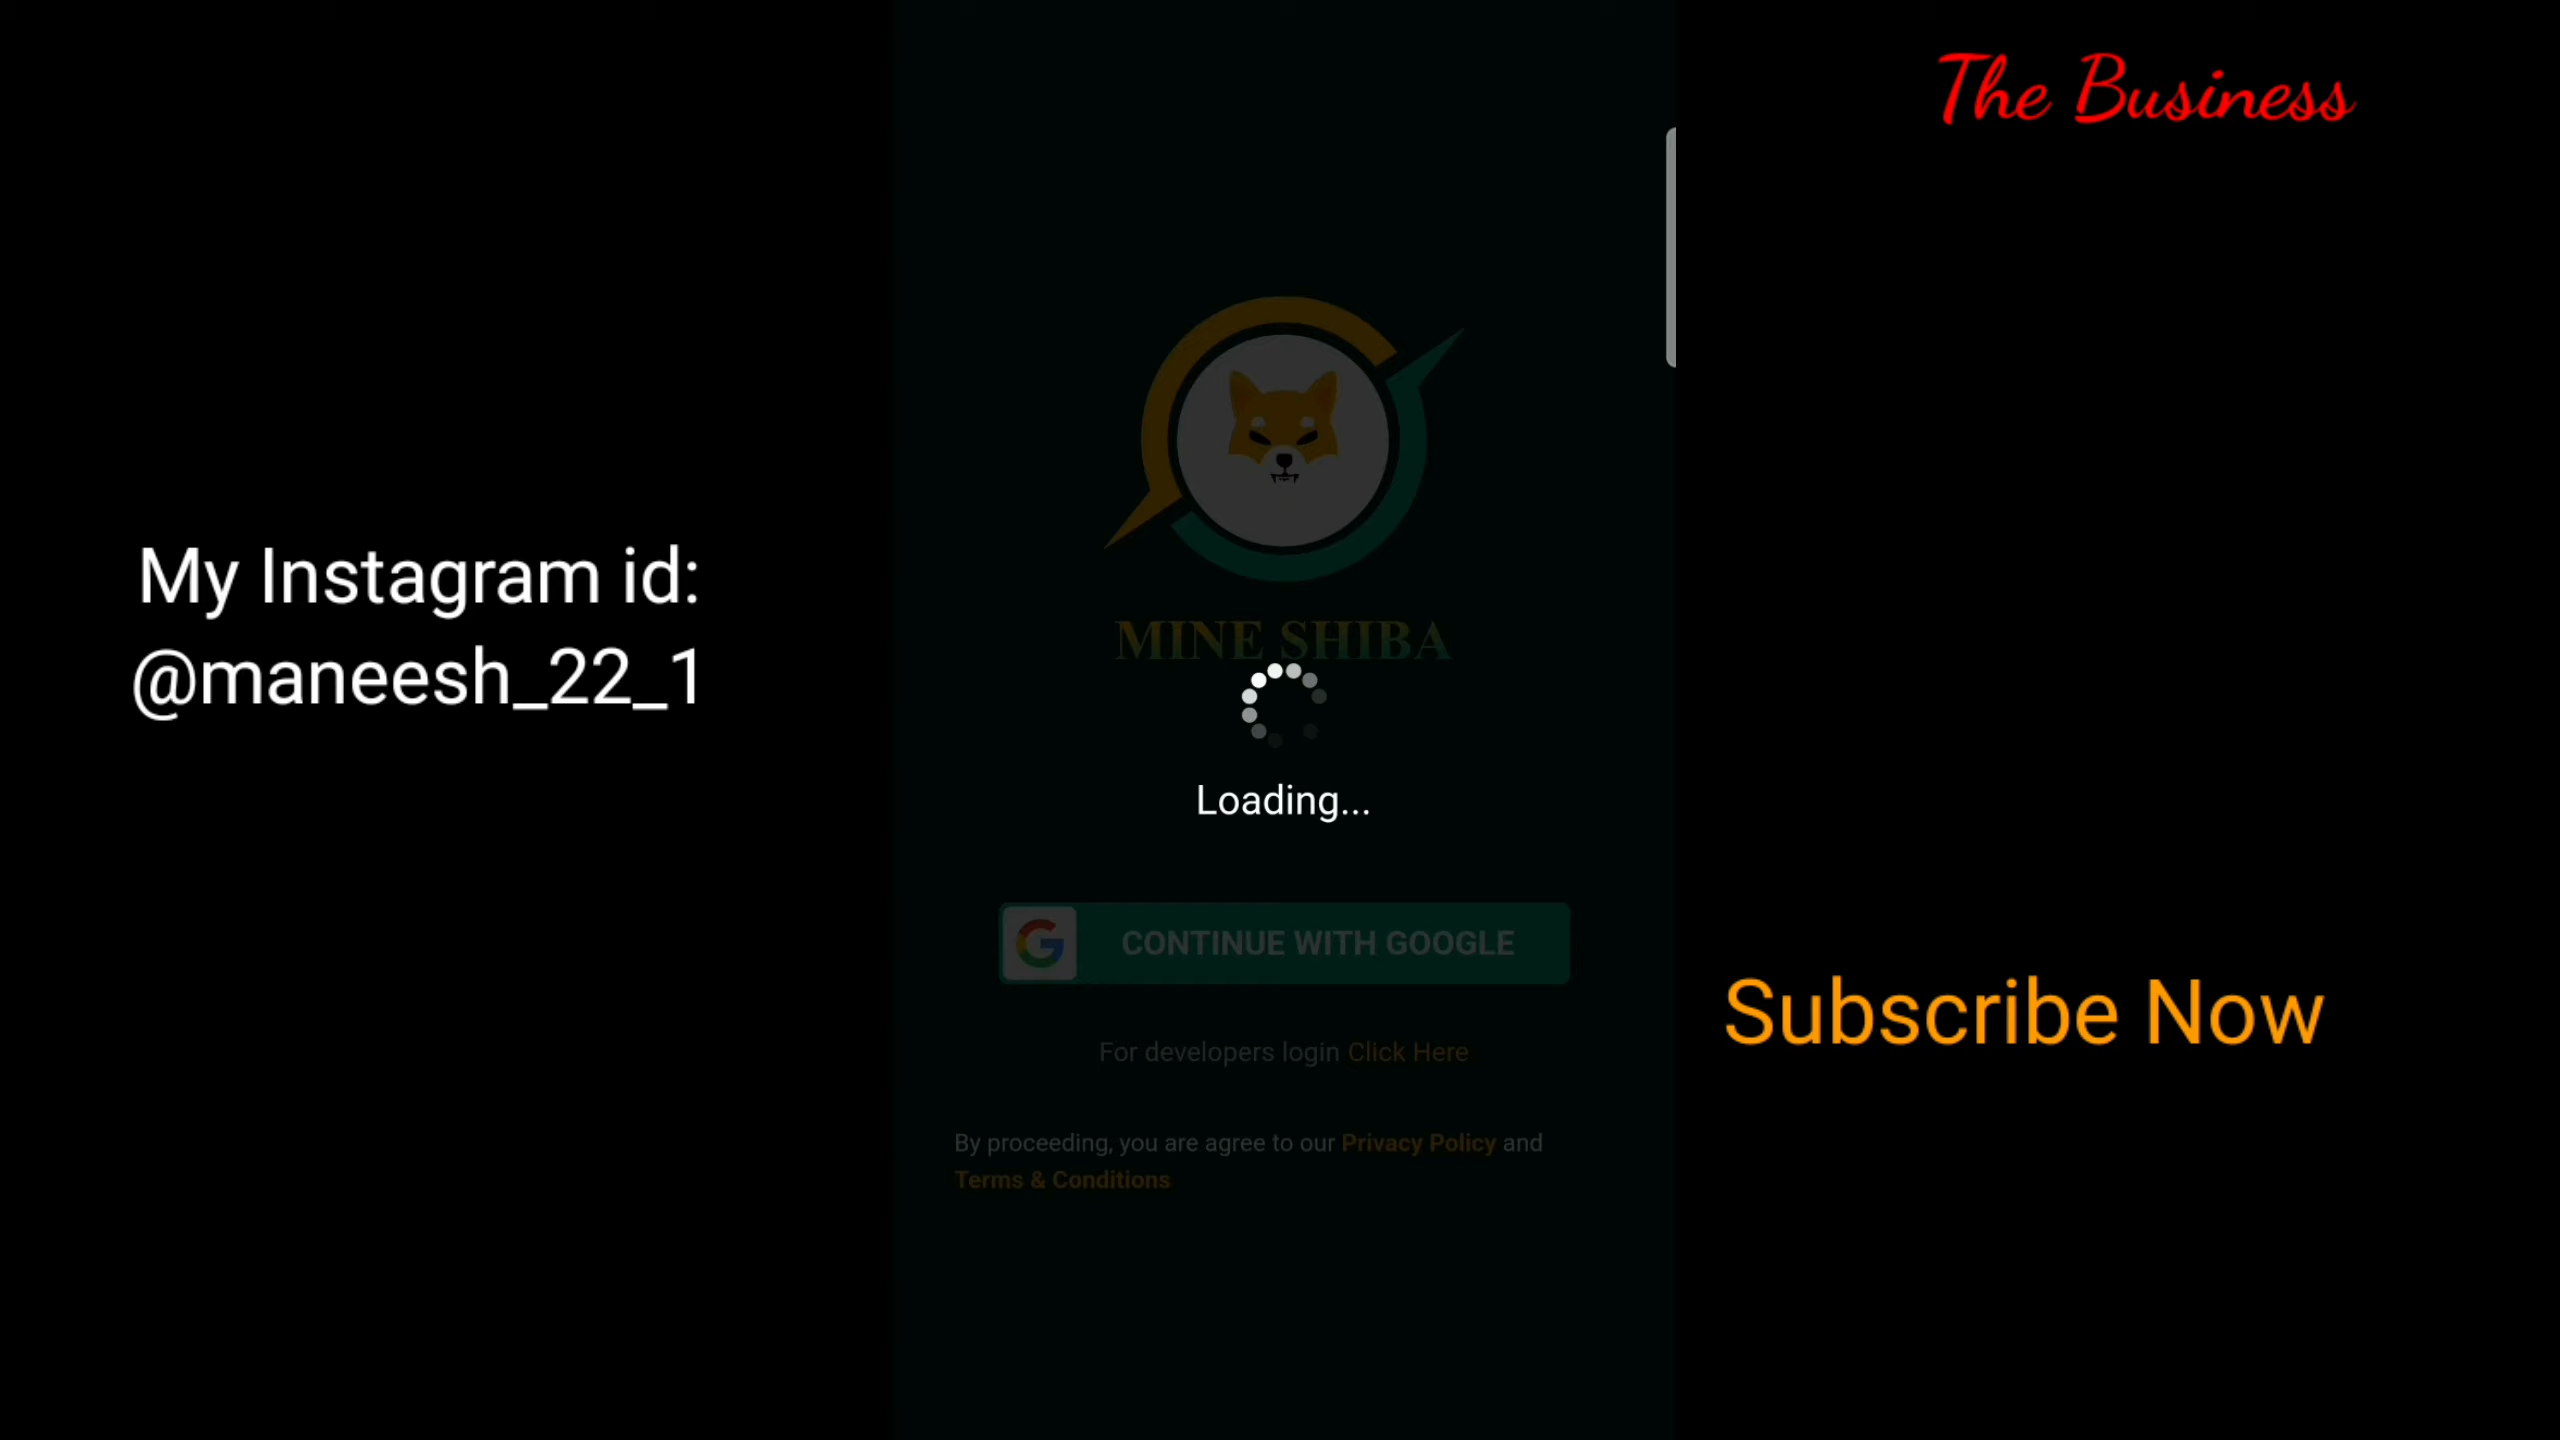 The Business
My Instagram id:
@maneesh_22_1
MINE SHIBA
Loading...
CONTINUE WITH GOOGLE
For developers login Click Here
Subscribe Now
By proceeding, you are agree to our Privacy Policy and
Terms & Conditions